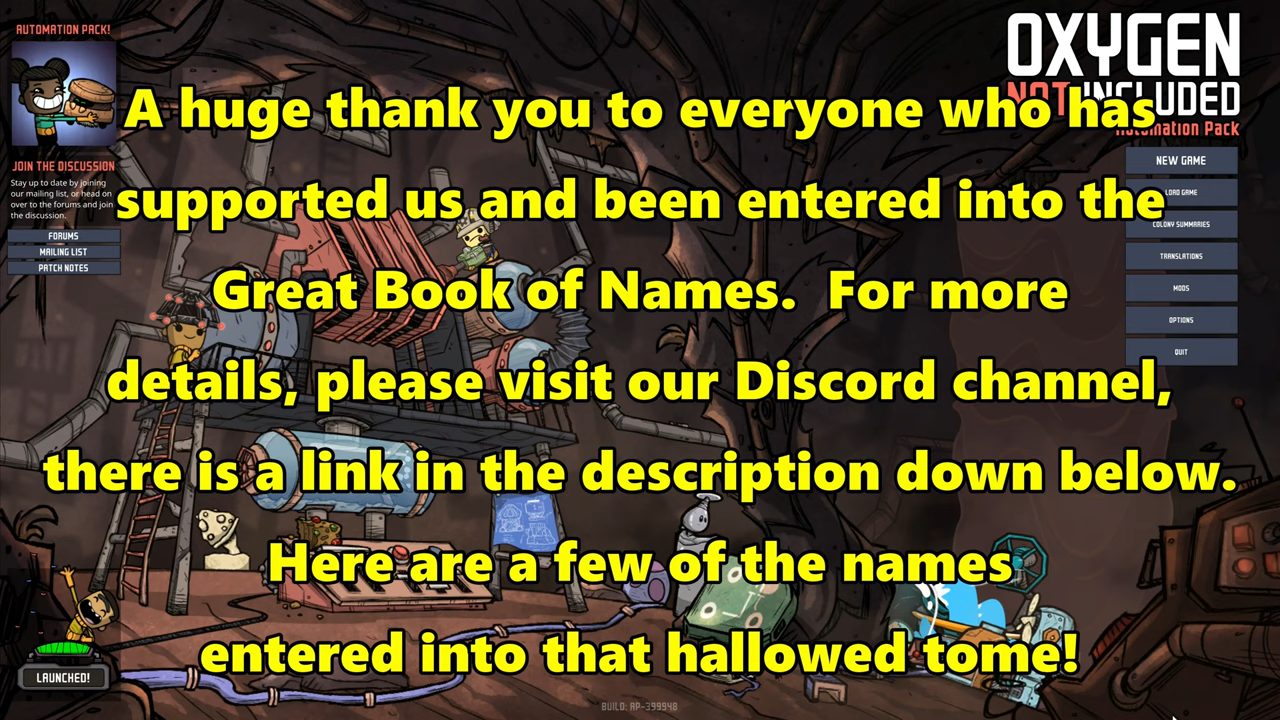 AUTOMATION PACK!
JOIN THE DISCUSSION
Stay up to date by joining
our mailing list, or head on
over to the forums and join
the discussion.
FORUMS
MAILING LIST
PATCH NOTES
OXYGEN
NOT INCLUDED
Automation Pack
NEW GAME
LOAD GAME
COLONY SUMMARIES
TRANSLATIONS
MODS
OPTIONS
QUIT
A huge thank you to everyone who has
supported us and been entered into the
Great Book of Names.  For more
details, please visit our Discord channel,
there is a link in the description down below.
Here are a few of the names
entered into that hallowed tome!
LAUNCHED!
BUILD: AP-399948